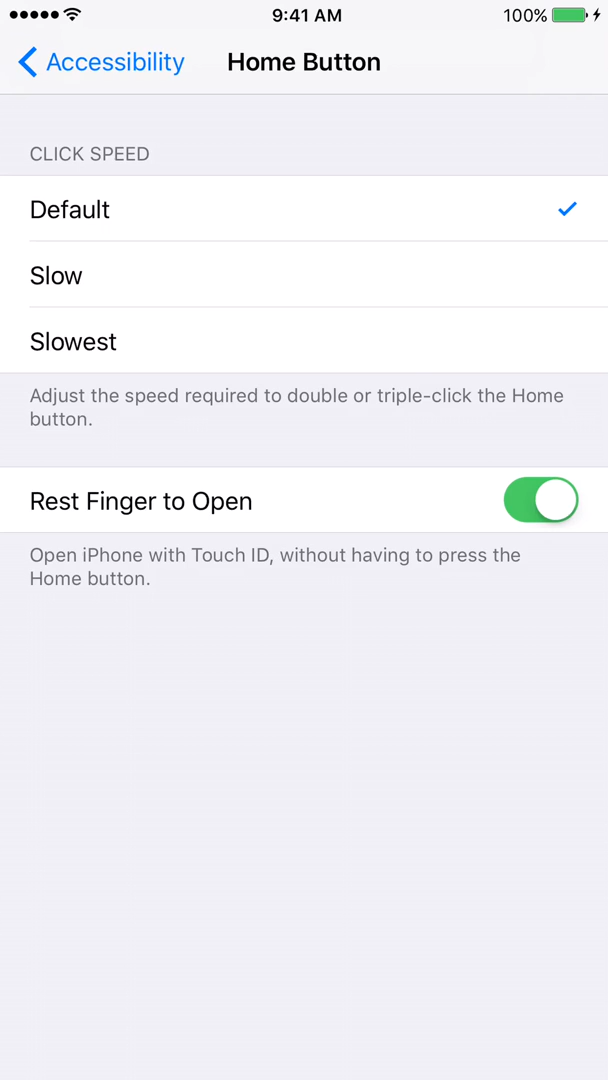 9:41 AM
100%
Accessibility
Home Button
CLICK SPEED
Default
Slow
Slowest
Adjust the speed required to double or triple-click the Home
button.
Rest Finger to Open
Open iPhone with Touch ID, without having to press the
Home button.